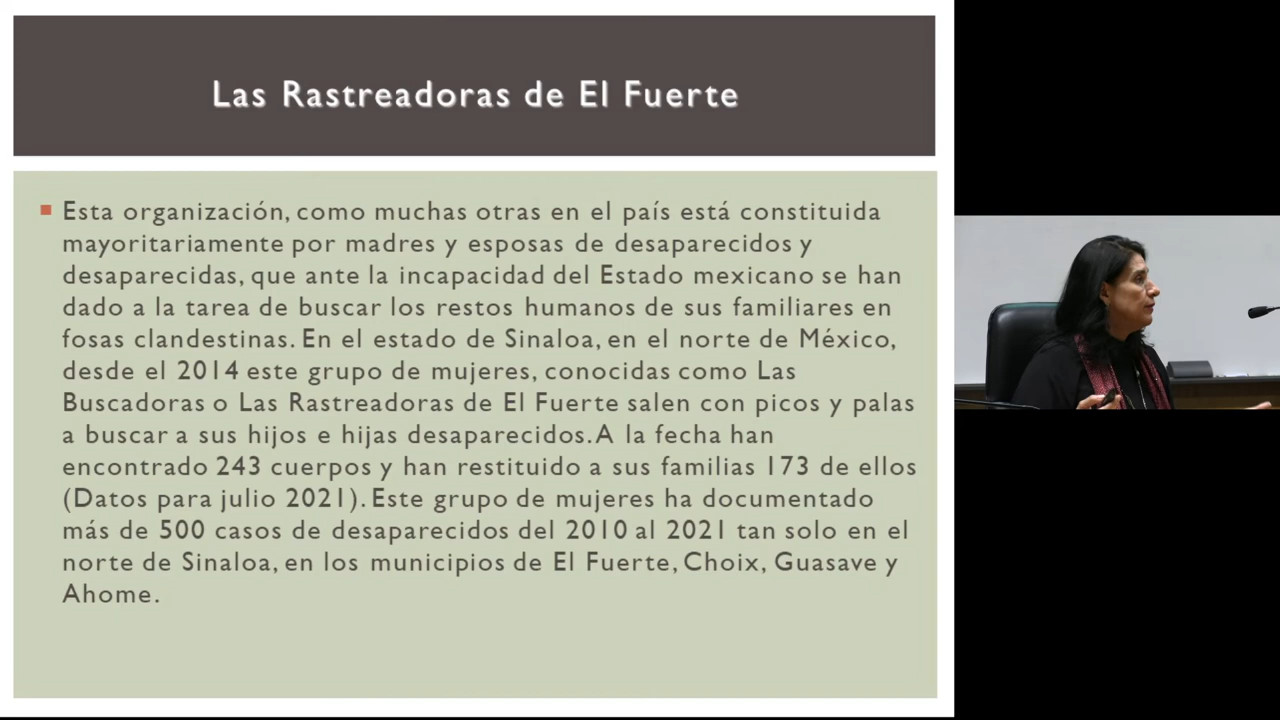 Las Rastreadoras de El Fuerte
Esta organización, como muchas otras en el país está constituida
mayoritariamente por madres y esposas de desaparecidos y
desaparecidas, que ante la incapacidad del Estado mexicano se han
dado a la tarea de buscar los restos humanos de sus familiares en
fosas clandestinas. En el estado de Sinaloa, en el norte de México,
desde el 2014 este grupo de mujeres, conocidas como Las
Buscadoras o Las Rastreadoras de El Fuerte salen con picos y palas
a buscar a sus hijos e hijas desaparecidos. A la fecha han
encontrado 243 cuerpos y han restituido a sus familias 173 de ellos
(Datos para julio 2021). Este grupo de mujeres ha documentado
más de 500 casos de desaparecidos del 2010 al 2021 tan solo en el
norte de Sinaloa, en los municipios de El Fuerte, Choix, Guasave y
Ahome.